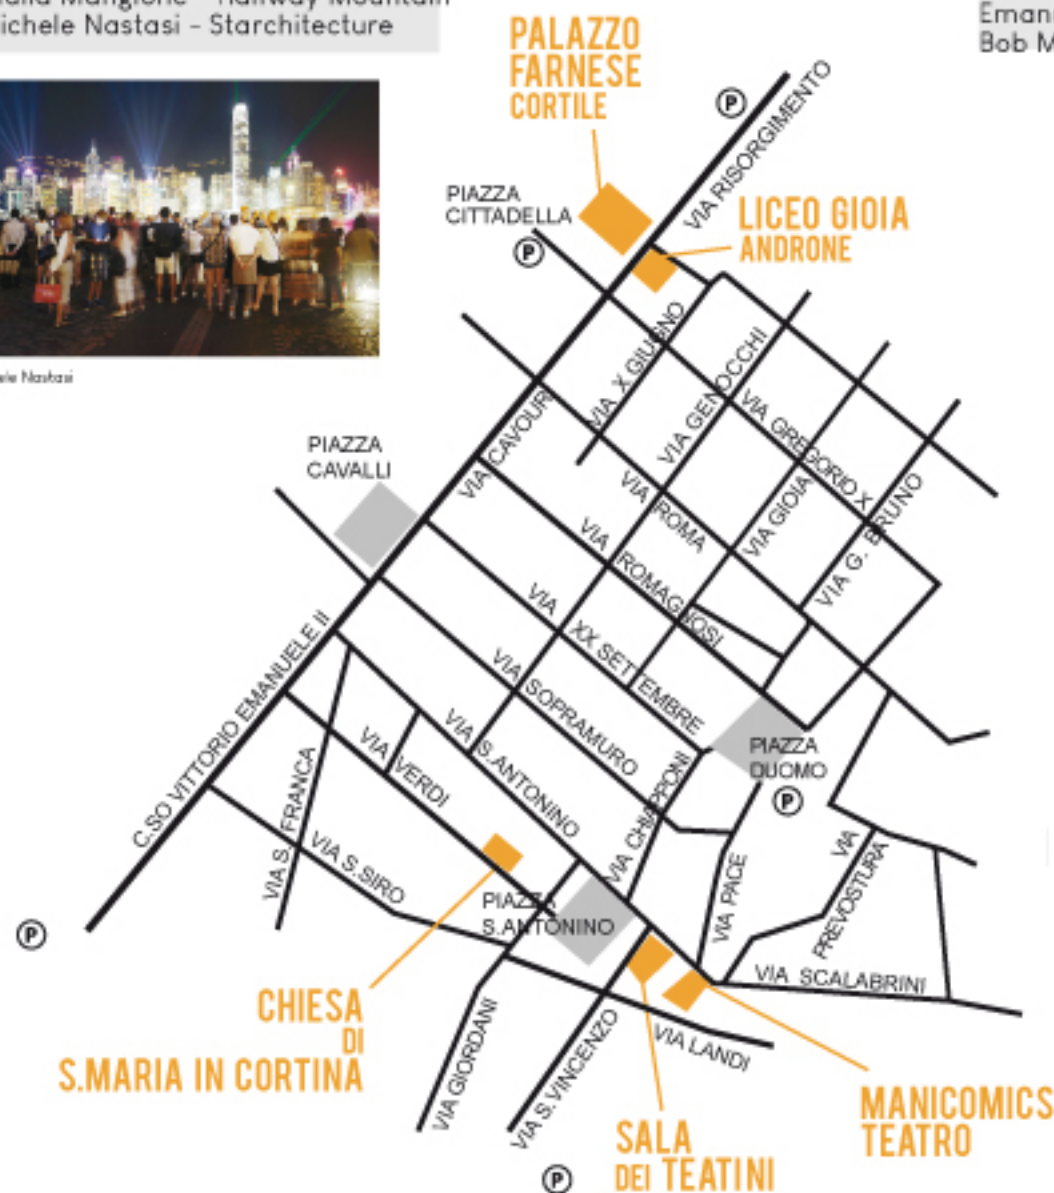 Michele Nastasi - Starchitecture
Bob M
PALAZZO
FARNESE
CORTILE
P
VIA RISORGIMENTO
PIAZZA
CITTADELLA
P
LICEO GIOIA
ANDRONE
VIA X GIUGNO
VIA GENOCCHI
VIA GREGORIO X
VIA CAVOUR
PIAZZA
CAVALLI
VIA ROMA
VIA GIOIA
VIA G. BRUNO
VIA ROMAGNOSI
VIA XX SETTEMBRE
VIA SOPRAMURO
C.SO VITTORIO EMANUELE II
VIA S.ANTONINO
VIA VERDI
VIA S. FRANCA
VIA S.SIRO
VIA CHIAPPONI
PIAZZA
DUOMO
P
VIA PACE
VIA
PREVOSTURA
PIAZZA
S.ANTONINO
P
VIA SCALABRINI
CHIESA
DI
S.MARIA IN CORTINA
VIA GIORDANI
VIA S.VINCENZO
VIA LANDI
MANICOMICS
TEATRO
SALA
DEI TEATINI
P